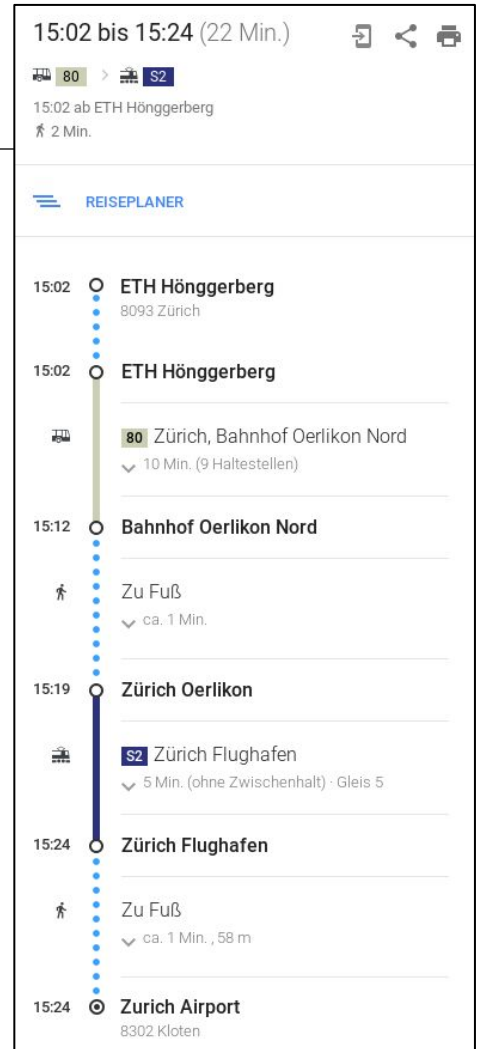 15:02 bis 15:24 (22 Min.)
80 > S2
15:02 ab ETH Hönggerberg
2 Min.
REISEPLANER
15:02 ETH Hönggerberg
8093 Zürich
15:02 ETH Hönggerberg
80 Zürich, Bahnhof Oerlikon Nord
10 Min. (9 Haltestellen)
15:12 Bahnhof Oerlikon Nord
Zu Fuß
ca. 1 Min.
15:19 Zürich Oerlikon
S2 Zürich Flughafen
5 Min. (ohne Zwischenhalt) · Gleis 5
15:24 Zürich Flughafen
Zu Fuß
ca. 1 Min. , 58 m
15:24 Zurich Airport
8302 Kloten